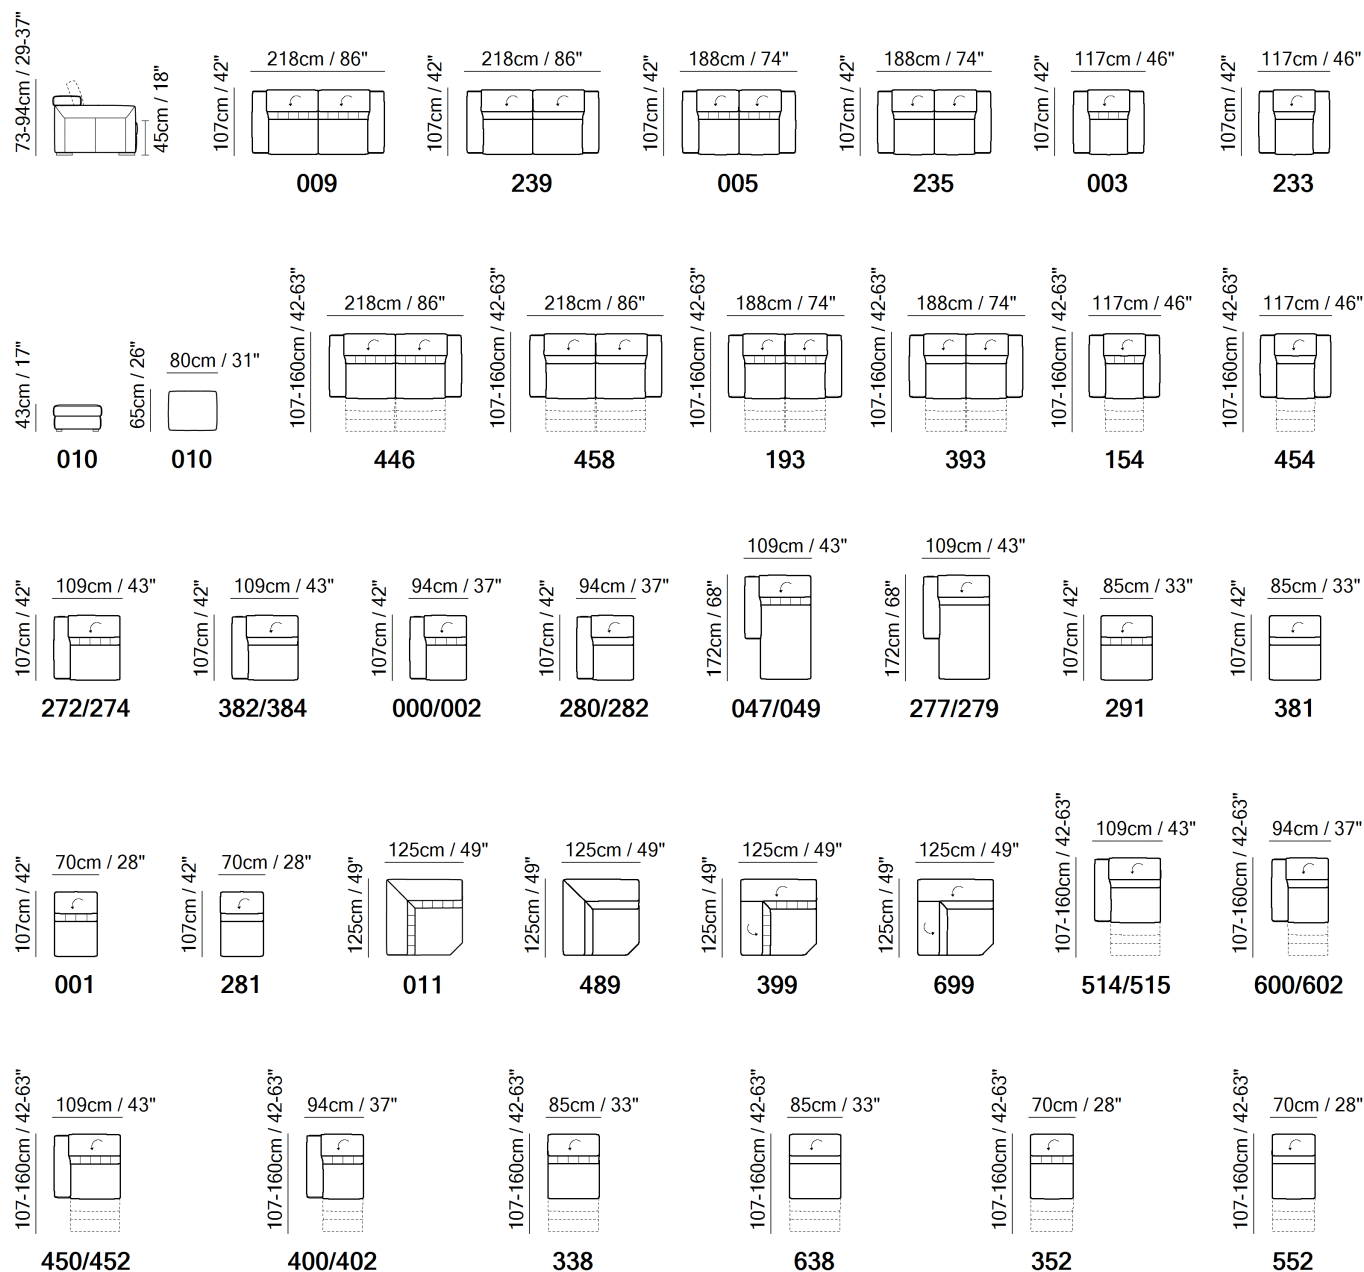 73-94cm / 29-37"
45cm / 18"
107cm / 42"
218cm / 86"
009
107cm / 42"
218cm / 86"
239
107cm / 42"
188cm / 74"
005
107cm / 42"
188cm / 74"
235
107cm / 42"
117cm / 46"
003
107cm / 42"
117cm / 46"
233
43cm / 17"
010
65cm / 26"
80cm / 31"
010
107-160cm / 42-63"
218cm / 86"
446
107-160cm / 42-63"
218cm / 86"
458
107-160cm / 42-63"
188cm / 74"
193
107-160cm / 42-63"
188cm / 74"
393
107-160cm / 42-63"
117cm / 46"
154
107-160cm / 42-63"
117cm / 46"
454
107cm / 42"
109cm / 43"
272/274
107cm / 42"
109cm / 43"
382/384
107cm / 42"
94cm / 37"
000/002
107cm / 42"
94cm / 37"
280/282
172cm / 68"
109cm / 43"
047/049
172cm / 68"
109cm / 43"
277/279
107cm / 42"
85cm / 33"
291
107cm / 42"
85cm / 33"
381
107cm / 42"
70cm / 28"
001
107cm / 42"
70cm / 28"
281
125cm / 49"
125cm / 49"
011
125cm / 49"
125cm / 49"
489
125cm / 49"
125cm / 49"
399
125cm / 49"
125cm / 49"
699
107-160cm / 42-63"
109cm / 43"
514/515
107-160cm / 42-63"
94cm / 37"
600/602
107-160cm / 42-63"
109cm / 43"
450/452
107-160cm / 42-63"
94cm / 37"
400/402
107-160cm / 42-63"
85cm / 33"
338
107-160cm / 42-63"
85cm / 33"
638
107-160cm / 42-63"
70cm / 28"
352
107-160cm / 42-63"
70cm / 28"
552